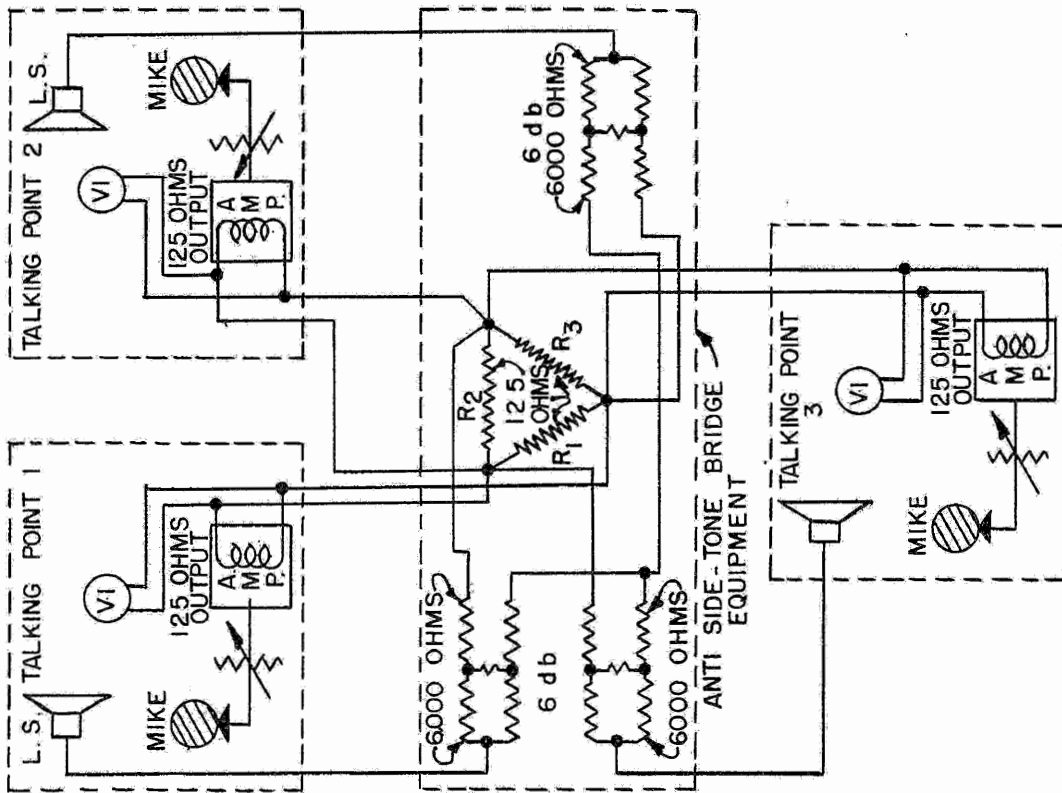 L.S.
TALKING POINT 1
VI
125 OHMS
OUTPUT
A
M
P.
MIKE
TALKING POINT 2
L.S.
VI
125 OHMS
OUTPUT
A
M
P.
MIKE
6000 OHMS
6 db
6000 OHMS
R2
125
OHMS
R1
R3
6 db
6000 OHMS
ANTI SIDE-TONE BRIDGE
EQUIPMENT
TALKING POINT
3
VI
125 OHMS
OUTPUT
A
M
P.
MIKE